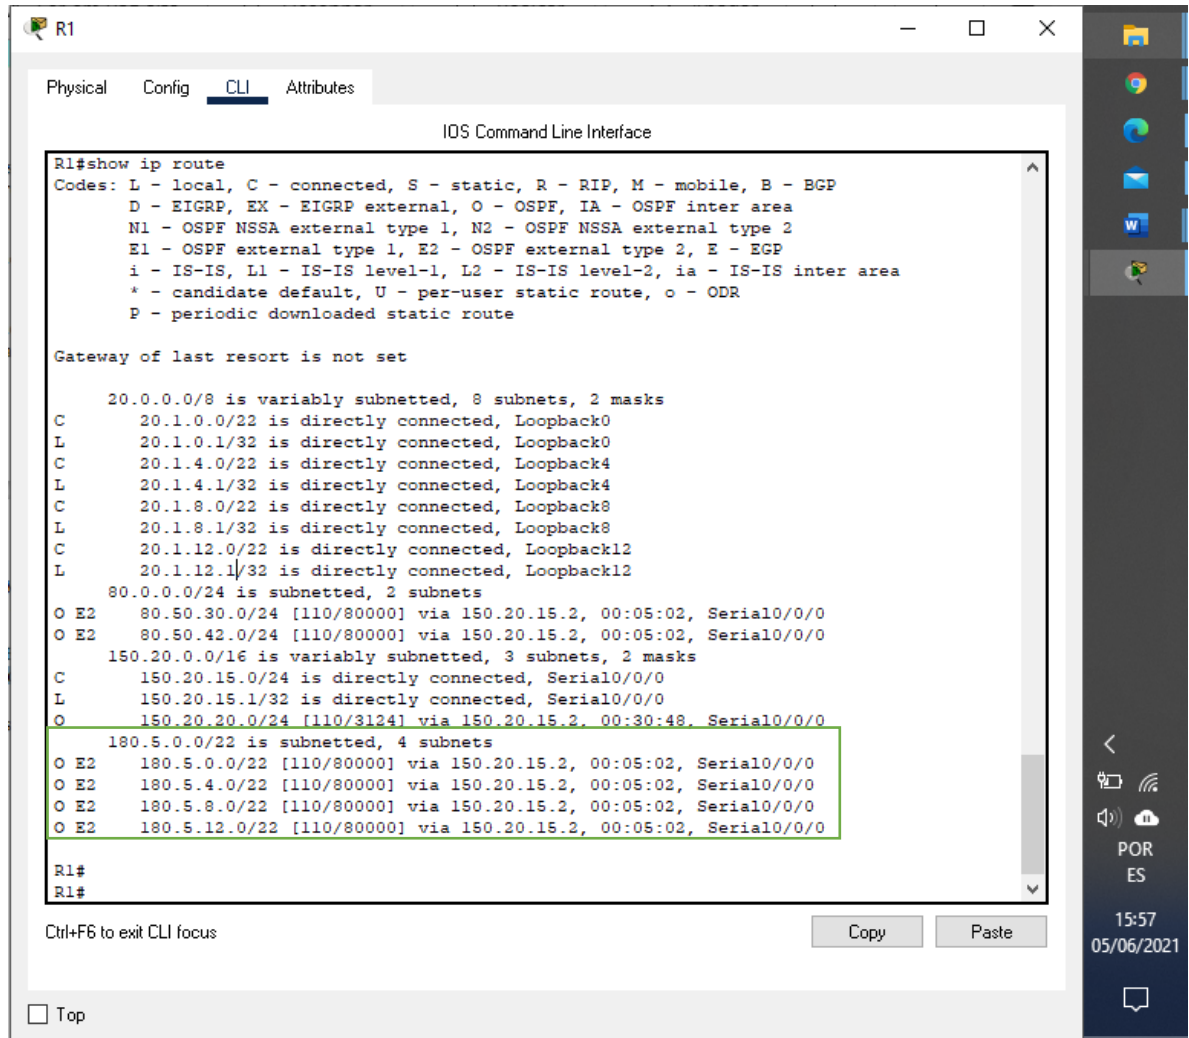 R1
Physical Config CLI Attributes
IOS Command Line Interface
R1#show ip route
Codes: L - local, C - connected, S - static, R - RIP, M - mobile, B - BGP
D - EIGRP, EX - EIGRP external, O - OSPF, IA - OSPF inter area
N1 - OSPF NSSA external type 1, N2 - OSPF NSSA external type 2
E1 - OSPF external type 1, E2 - OSPF external type 2, E - EGP
i - IS-IS, L1 - IS-IS level-1, L2 - IS-IS level-2, ia - IS-IS inter area
* - candidate default, U - per-user static route, o - ODR
P - periodic downloaded static route
Gateway of last resort is not set
20.0.0.0/8 is variably subnetted, 8 subnets, 2 masks
C 20.1.0.0/22 is directly connected, Loopback0
L 20.1.0.1/32 is directly connected, Loopback0
C 20.1.4.0/22 is directly connected, Loopback4
L 20.1.4.1/32 is directly connected, Loopback4
C 20.1.8.0/22 is directly connected, Loopback8
L 20.1.8.1/32 is directly connected, Loopback8
C 20.1.12.0/22 is directly connected, Loopback12
L 20.1.12.1/32 is directly connected, Loopback12
80.0.0.0/24 is subnetted, 2 subnets
O E2 80.50.30.0/24 [110/80000] via 150.20.15.2, 00:05:02, Serial0/0/0
O E2 80.50.42.0/24 [110/80000] via 150.20.15.2, 00:05:02, Serial0/0/0
150.20.0.0/16 is variably subnetted, 3 subnets, 2 masks
C 150.20.15.0/24 is directly connected, Serial0/0/0
L 150.20.15.1/32 is directly connected, Serial0/0/0
O 150.20.20.0/24 [110/3124] via 150.20.15.2, 00:30:48, Serial0/0/0
180.5.0.0/22 is subnetted, 4 subnets
O E2 180.5.0.0/22 [110/80000] via 150.20.15.2, 00:05:02, Serial0/0/0
O E2 180.5.4.0/22 [110/80000] via 150.20.15.2, 00:05:02, Serial0/0/0
O E2 180.5.8.0/22 [110/80000] via 150.20.15.2, 00:05:02, Serial0/0/0
O E2 180.5.12.0/22 [110/80000] via 150.20.15.2, 00:05:02, Serial0/0/0
R1#
R1#
Ctrl+F6 to exit CLI focus
Copy Paste
Top
W
POR
ES
15:57
05/06/2021